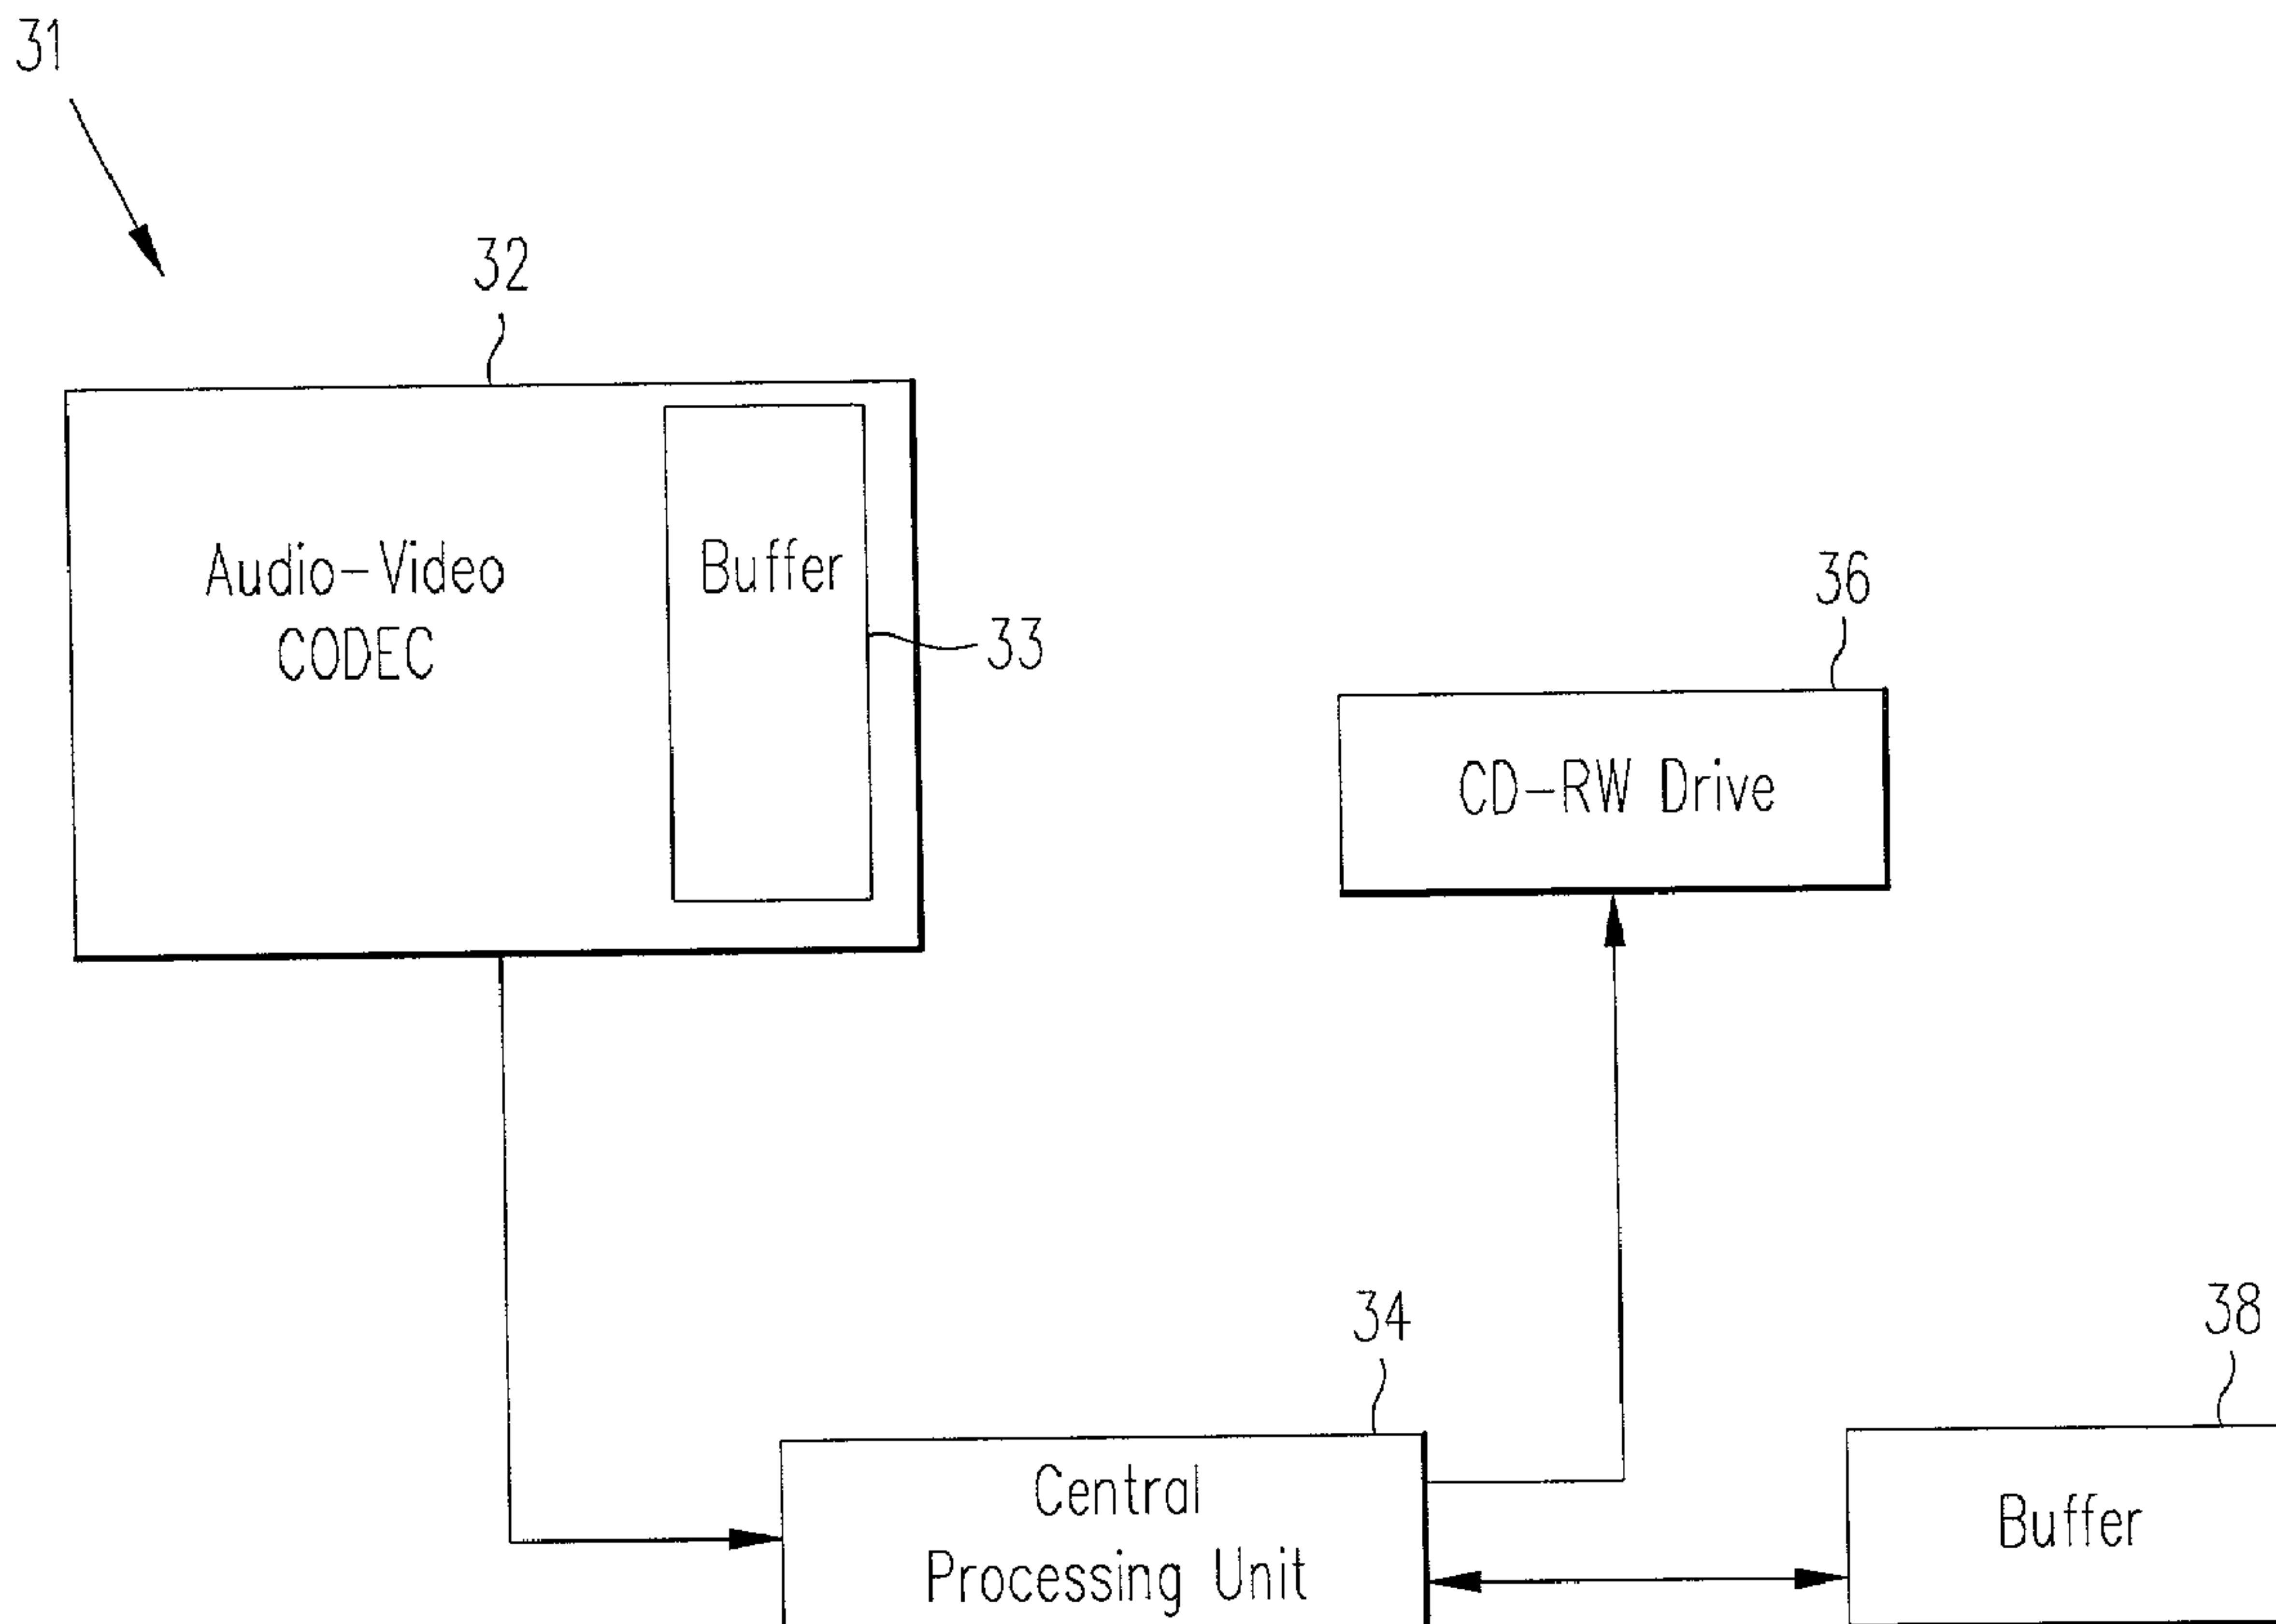 31
32
Audio-Video
CODEC
Buffer
33
36
CD-RW Drive
34
Central
Processing Unit
38
Buffer